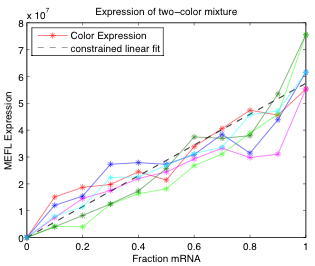 Expression of two-color mixture
x 10^7
8
7
6
5
4
3
2
1
0
MEFL Expression
Color Expression
constrained linear fit
0 0.2 0.4 0.6 0.8 1
Fraction mRNA